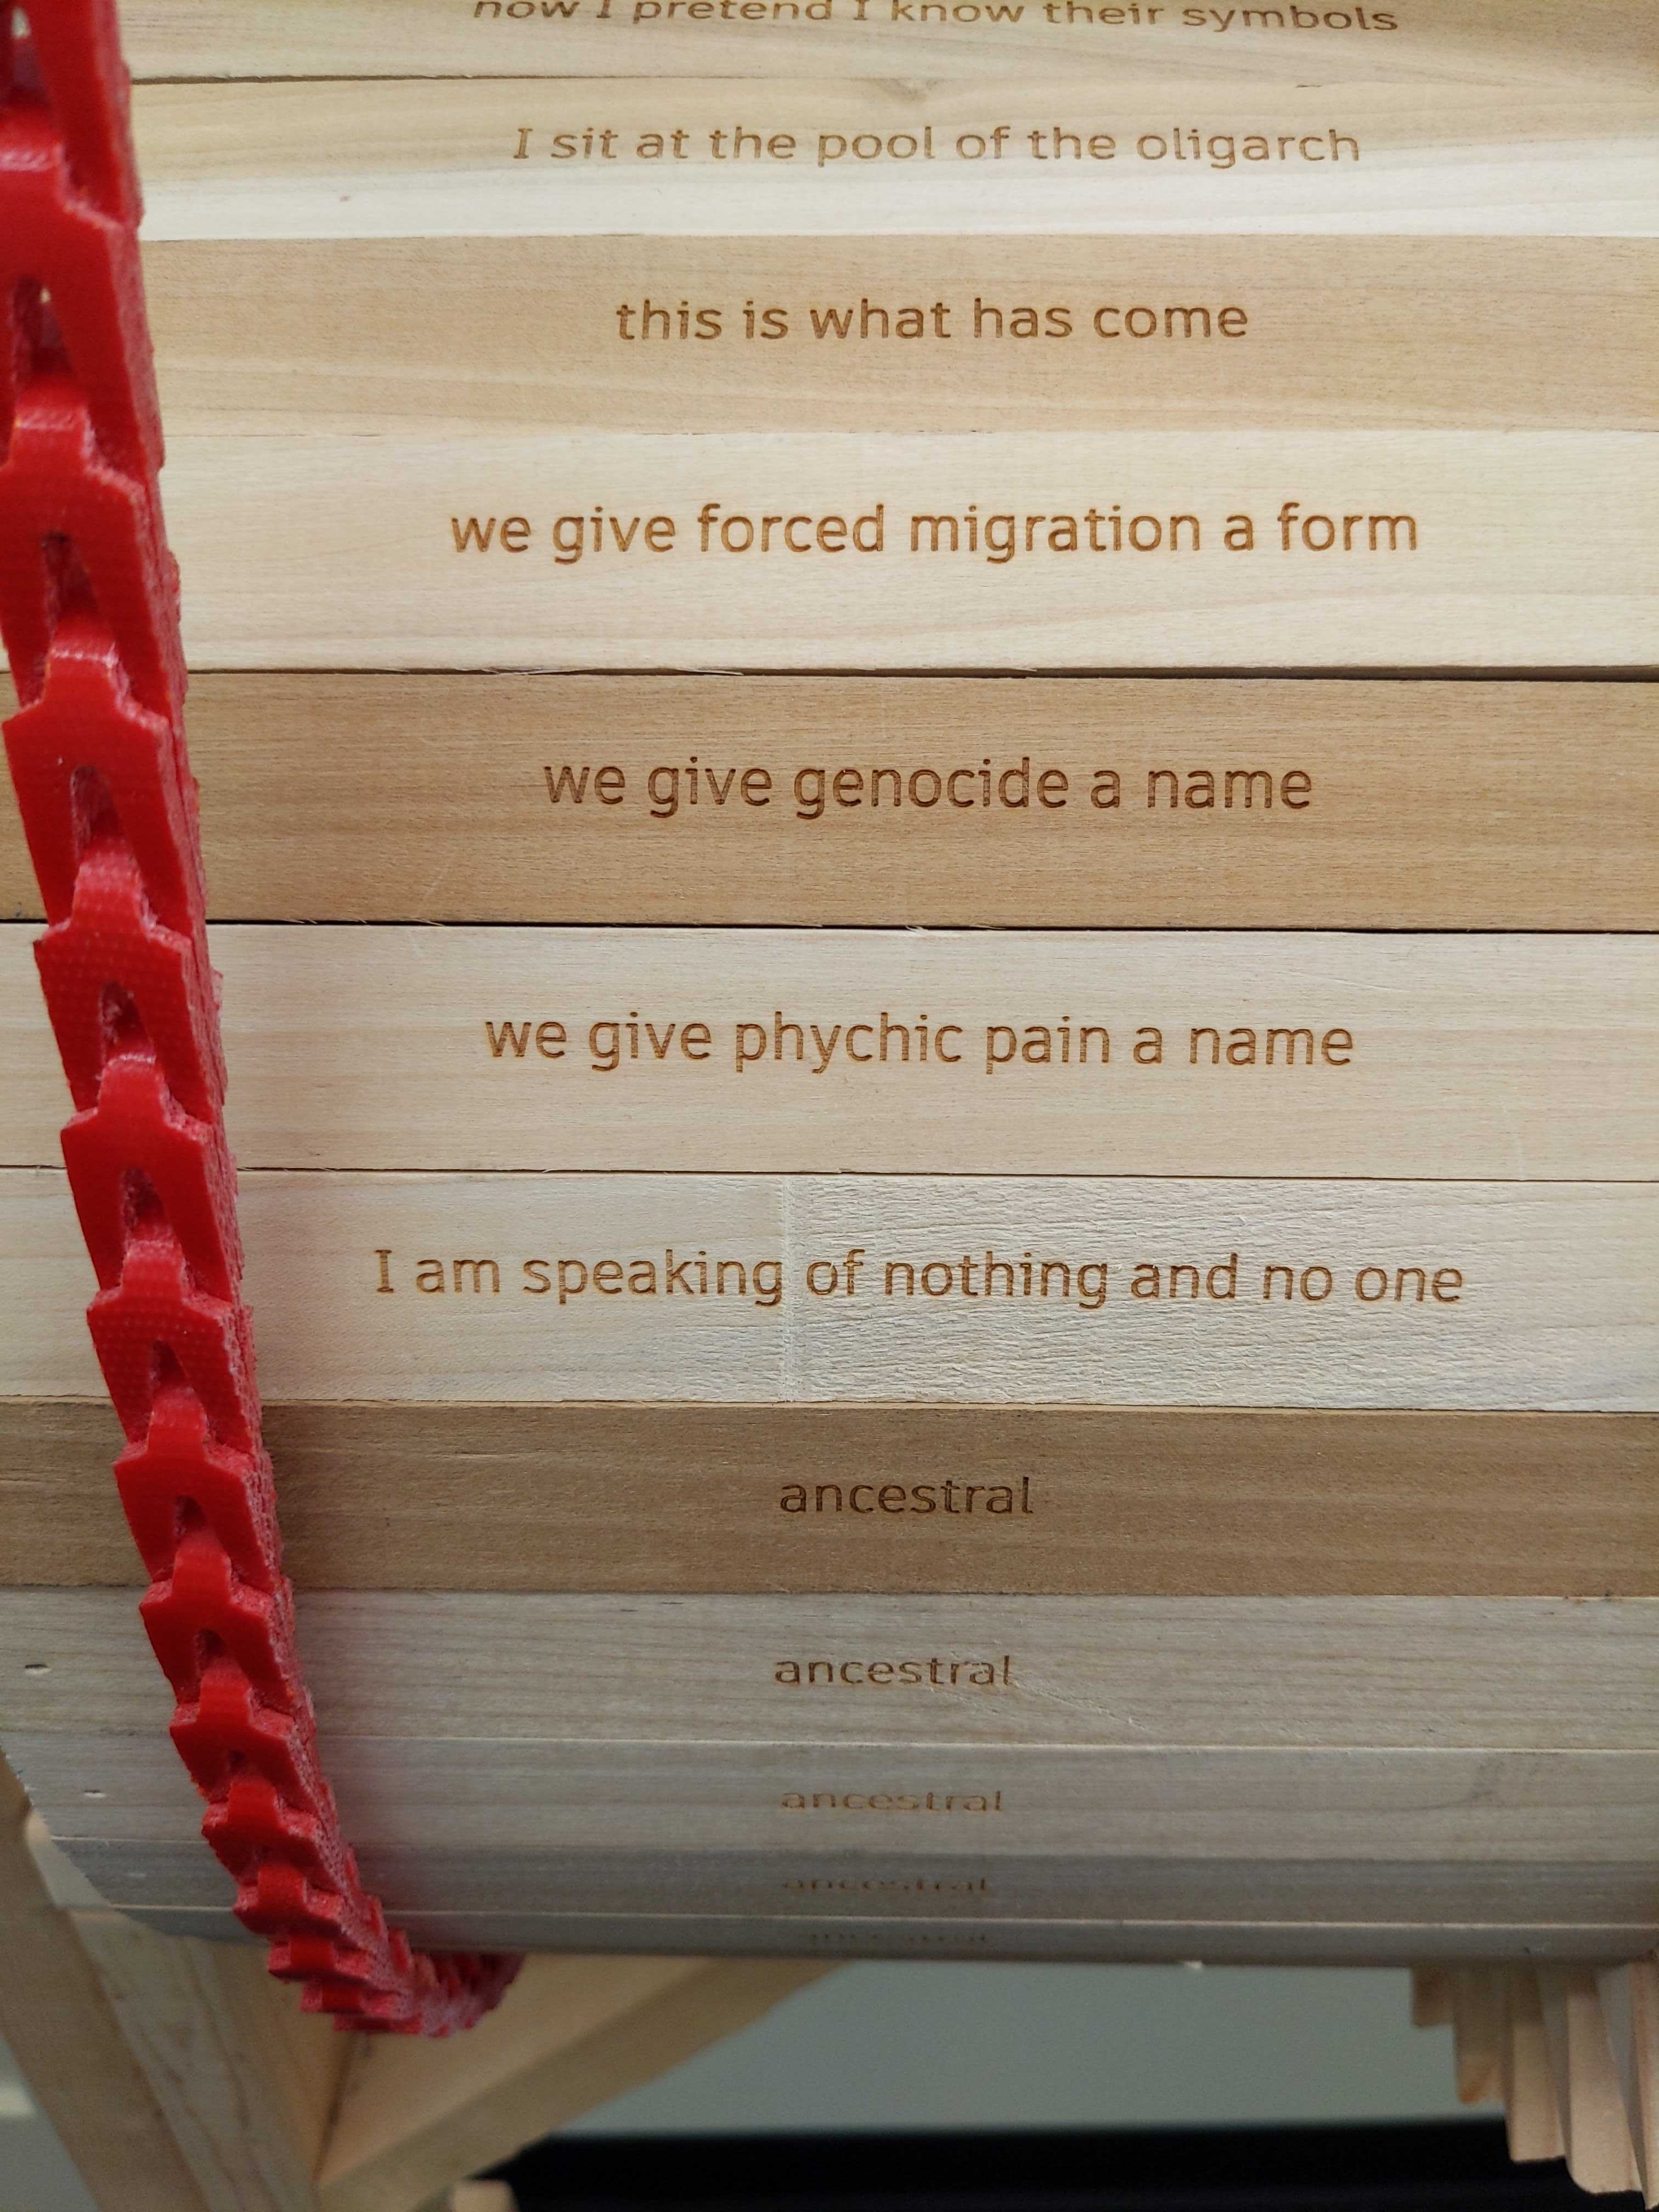 now I pretend I know their symbols
I sit at the pool of the oligarch
this is what has come
we give forced migration a form
we give genocide a name
we give phychic pain a name
I am speaking of nothing and no one
ancestral
ancestral
ancestral
ancestral
ancestral